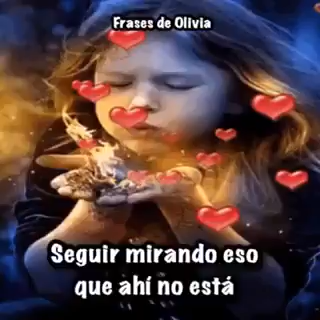 Frases de Olivia
Seguir mirando eso
que ahí no está